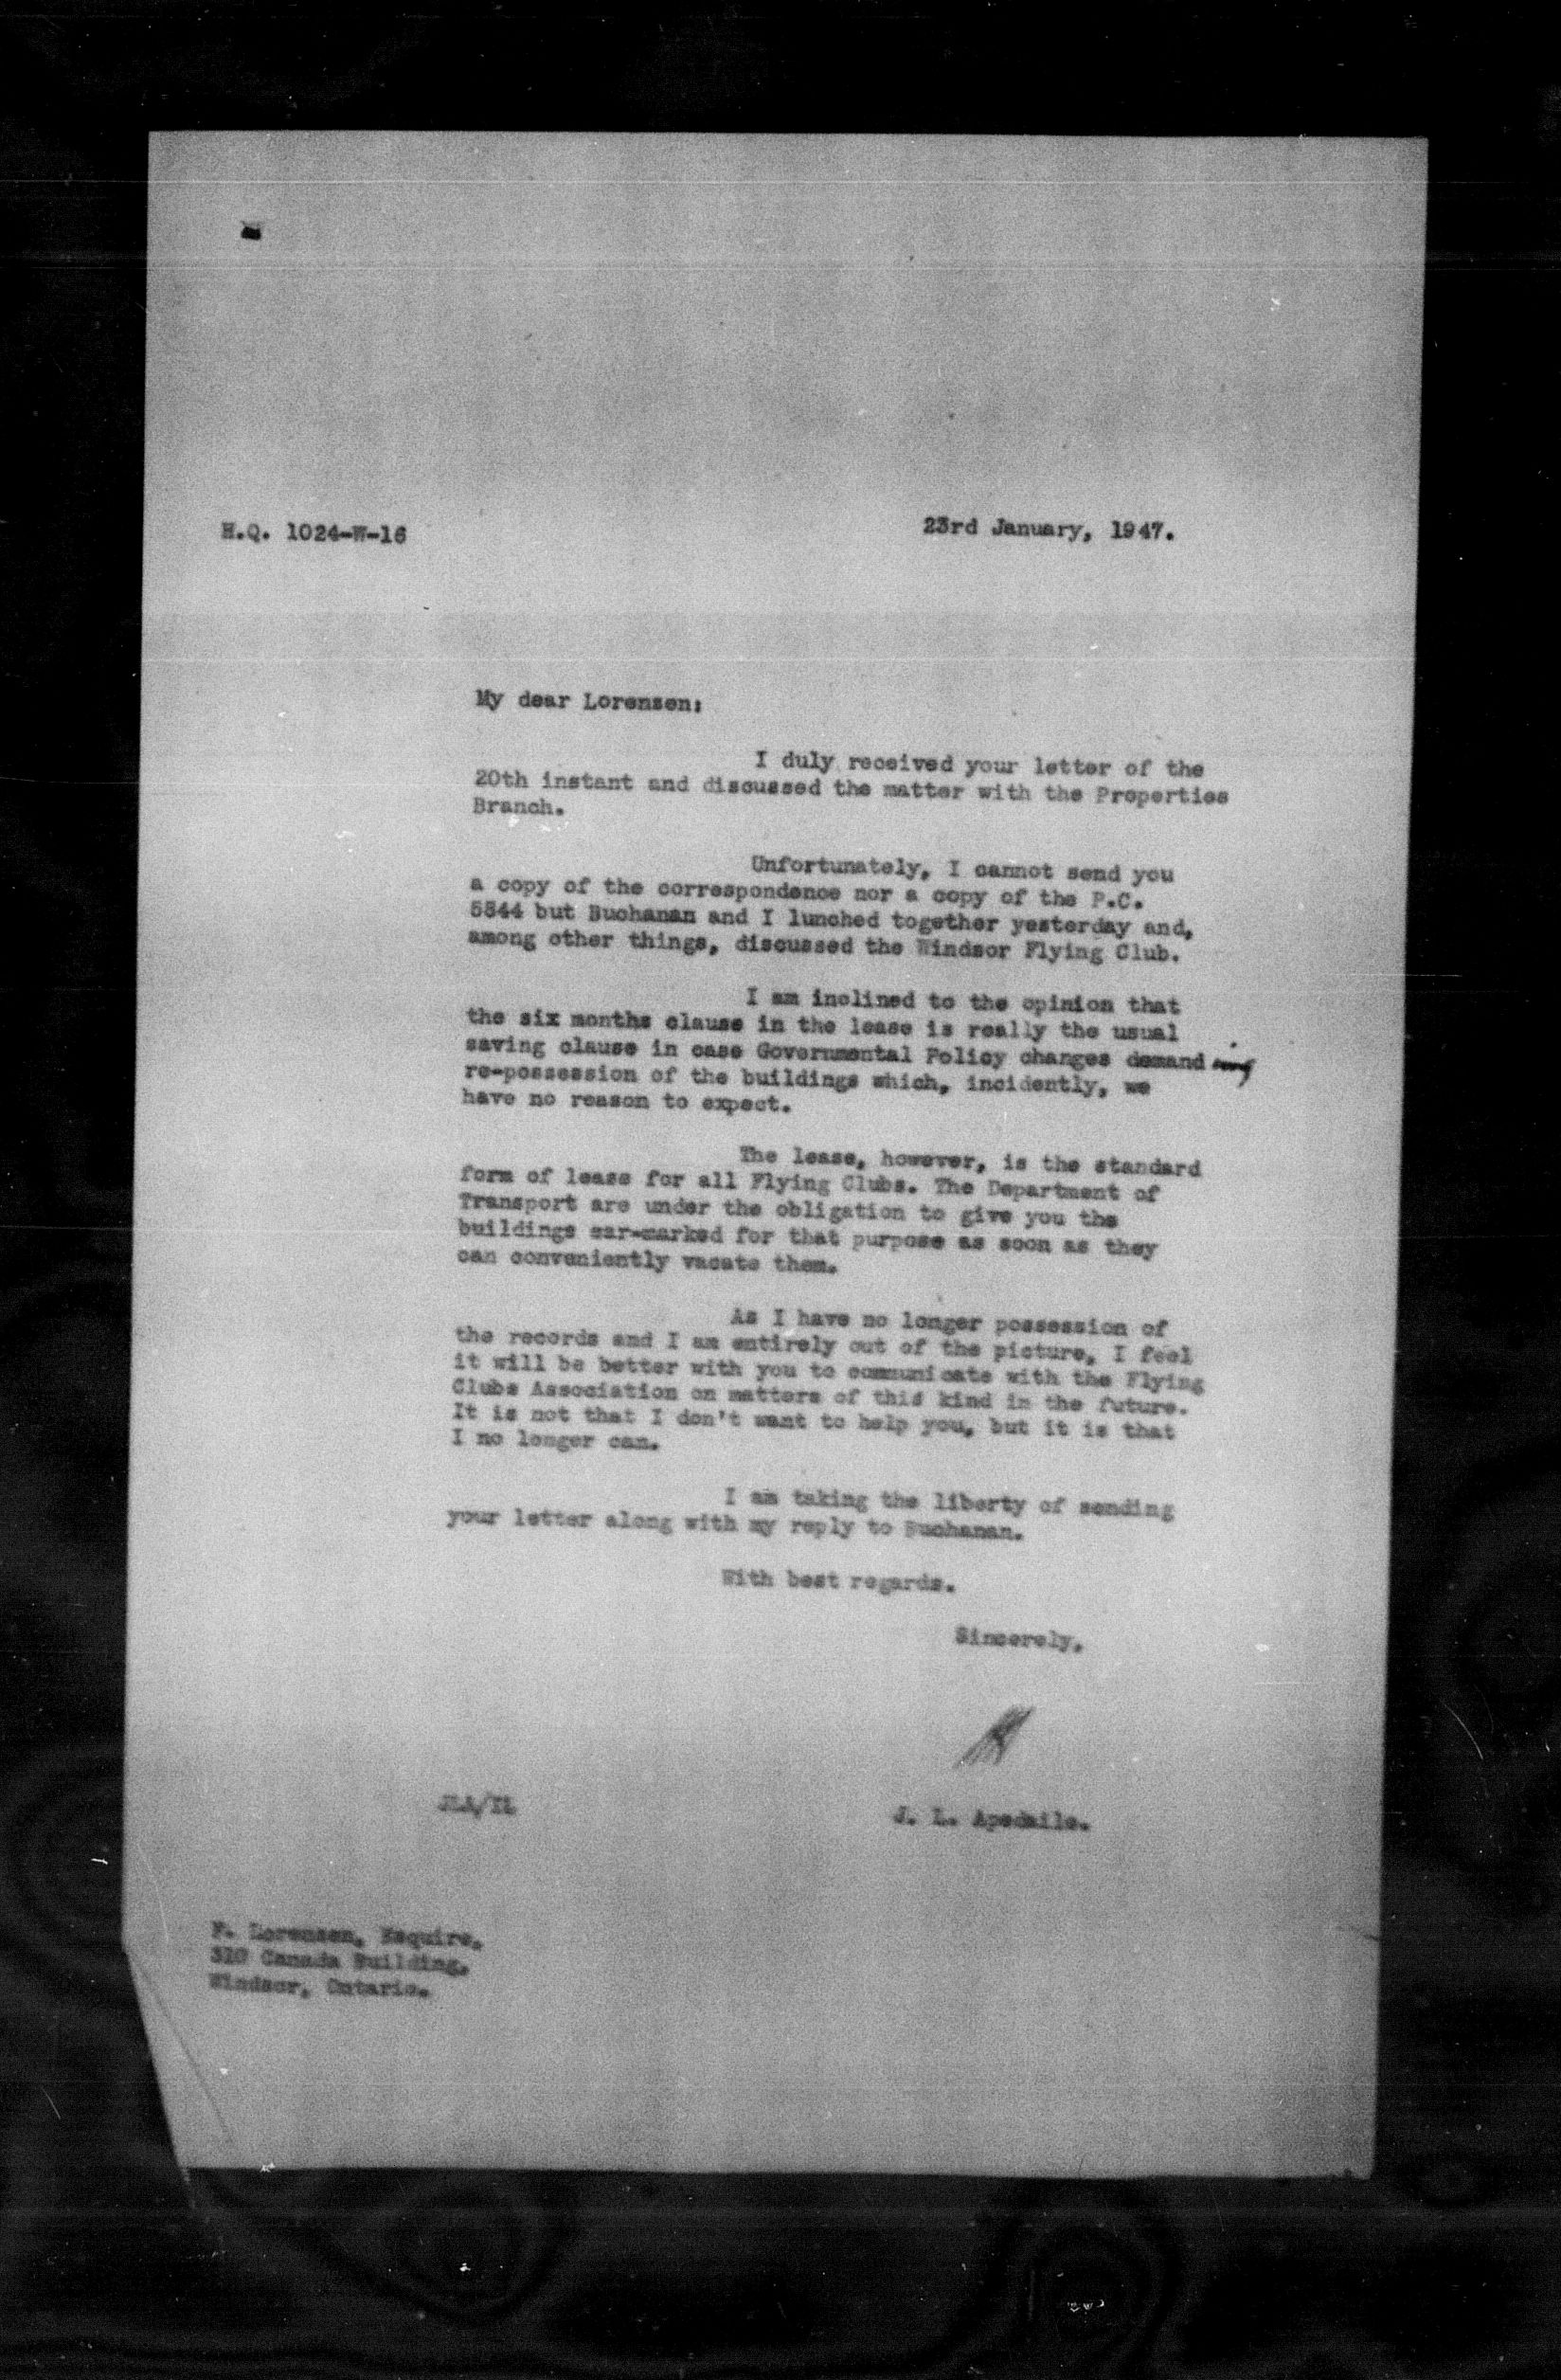 H.Q. 1024-W-16
23rd January, 1947.
My dear Lorensen:
I duly received your letter of the
20th instant and discussed the matter with the Properties
Branch.
Unfortunately, I cannot send you
a copy of the correspondence nor a copy of the P.C.
5344 but Buchanan and I lunched together yesterday and,
among other things, discussed the Windsor Flying Club.
I am inclined to the opinion that
the six months clause in the lease is really the usual
saving clause in case Governmental Policy changes demand ing
re-possession of the buildings which, incidently, we
have no reason to expect.
The lease, however, is the standard
form of lease for all Flying Clubs. The Department of
Transport are under the obligation to give you the
buildings ear-marked for that purpose as soon as they
can conveniently vacate them.
As I have no longer possession of
the records and I am entirely out of the picture, I feel
it will be better with you to communicate with the Flying
Clubs Association on matters of this kind in the future.
It is not that I don't want to help you, but it is that
I no longer can.
I am taking the liberty of sending
your letter along with my reply to Buchanan.
With best regards.
Sincerely,
JLA/IL
J. L. Apedaile.
F. Lorensen, Esquire,
310 Canada Building,
Windsor, Ontario.